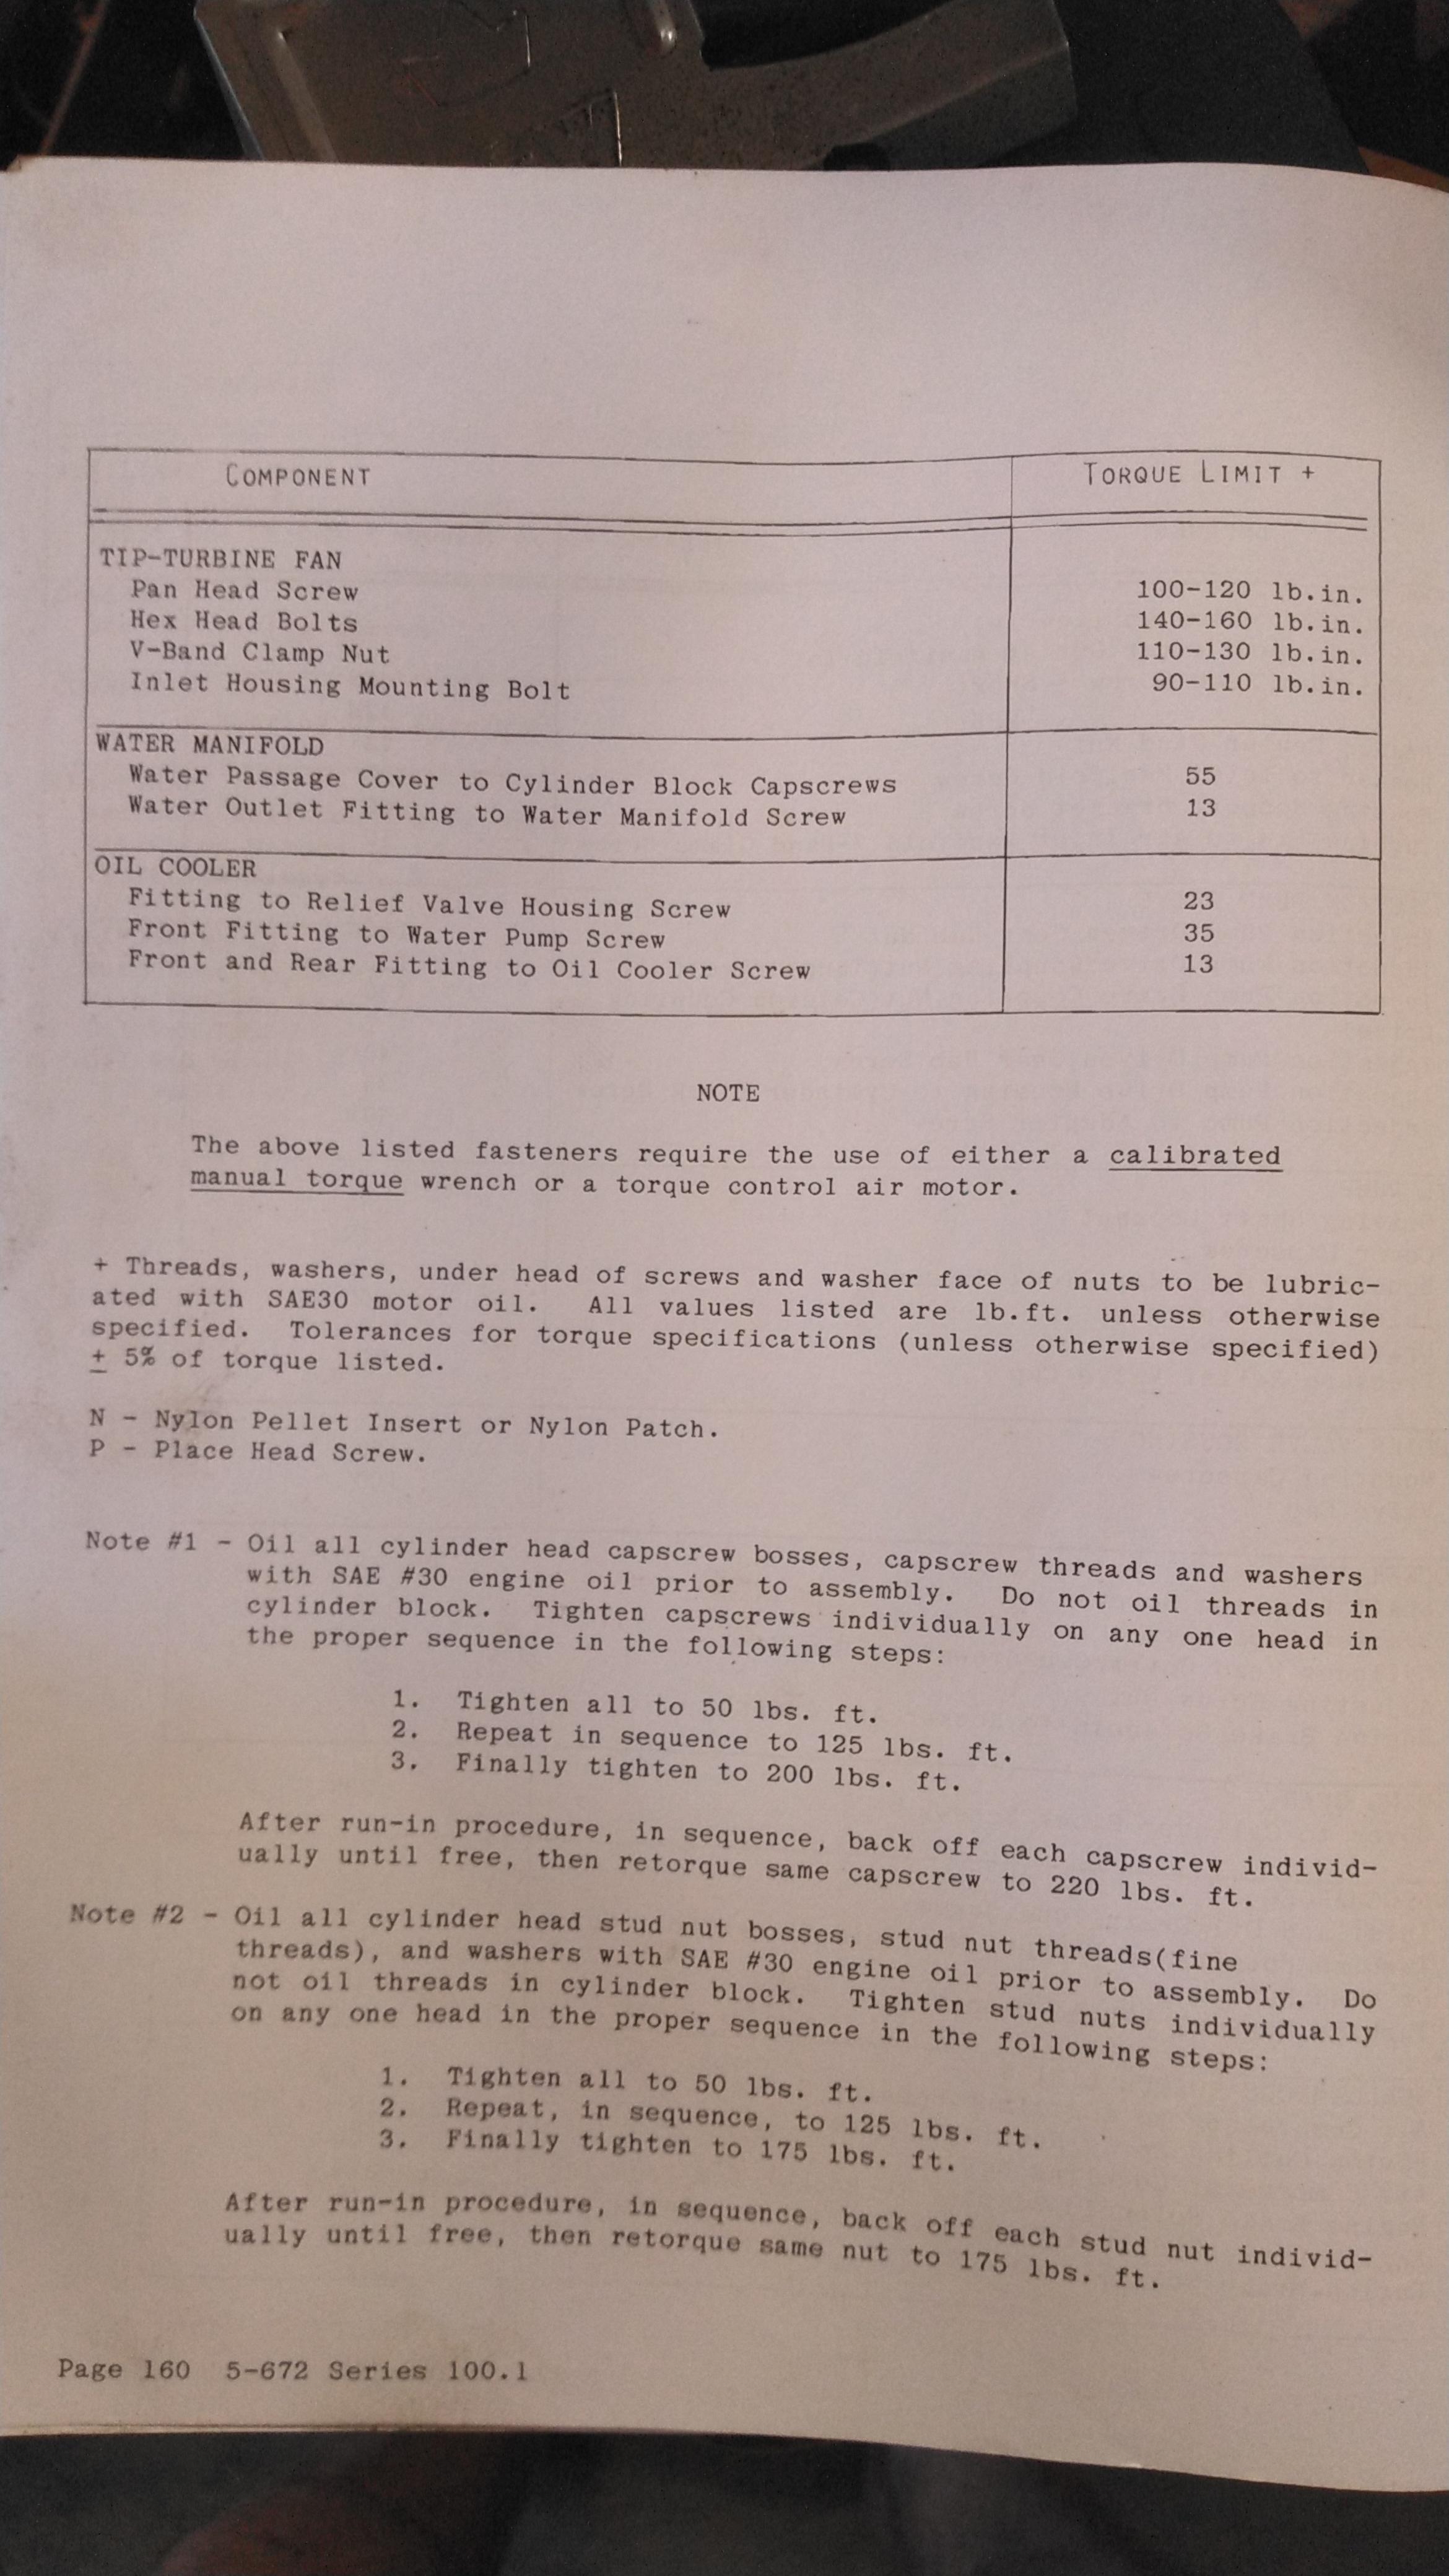 COMPONENT TORQUE LIMIT +
TIP-TURBINE FAN
Pan Head Screw 100-120 lb.in.
Hex Head Bolts 140-160 lb.in.
V-Band Clamp Nut 110-130 lb.in.
Inlet Housing Mounting Bolt 90-110 lb.in.
WATER MANIFOLD
Water Passage Cover to Cylinder Block Capscrews 55
Water Outlet Fitting to Water Manifold Screw 13
OIL COOLER
Fitting to Relief Valve Housing Screw 23
Front Fitting to Water Pump Screw 35
Front and Rear Fitting to Oil Cooler Screw 13
NOTE
The above listed fasteners require the use of either a calibrated
manual torque wrench or a torque control air motor.
+ Threads, washers, under head of screws and washer face of nuts to be lubric-
ated with SAE30 motor oil. All values listed are lb.ft. unless otherwise
specified. Tolerances for torque specifications (unless otherwise specified)
± 5% of torque listed.
N - Nylon Pellet Insert or Nylon Patch.
P - Place Head Screw.
Note #1 - Oil all cylinder head capscrew bosses, capscrew threads and washers
with SAE #30 engine oil prior to assembly. Do not oil threads in
cylinder block. Tighten capscrews individually on any one head in
the proper sequence in the following steps:
1. Tighten all to 50 lbs. ft.
2. Repeat in sequence to 125 lbs. ft.
3. Finally tighten to 200 lbs. ft.
After run-in procedure, in sequence, back off each capscrew individ-
ually until free, then retorque same capscrew to 220 lbs. ft.
Note #2 - Oil all cylinder head stud nut bosses, stud nut threads(fine
threads), and washers with SAE #30 engine oil prior to assembly. Do
not oil threads in cylinder block. Tighten stud nuts individually
on any one head in the proper sequence in the following steps:
1. Tighten all to 50 lbs. ft.
2. Repeat, in sequence, to 125 lbs. ft.
3. Finally tighten to 175 lbs. ft.
After run-in procedure, in sequence, back off each stud nut individ-
ually until free, then retorque same nut to 175 lbs. ft.
Page 160 5-672 Series 100.1